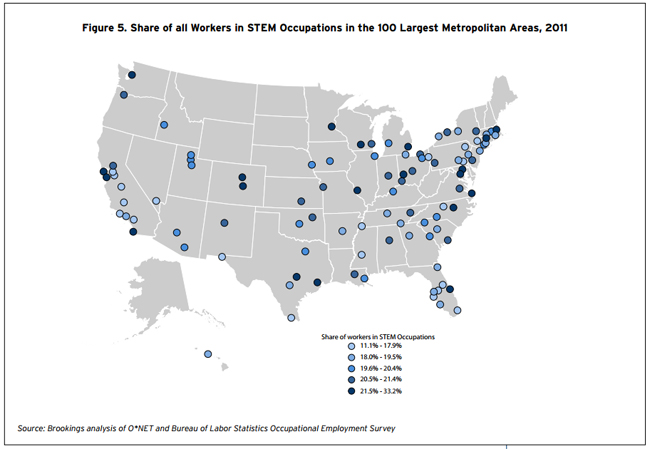 Figure 5. Share of all Workers in STEM Occupations in the 100 Largest Metropolitan Areas, 2011
Share of workers in STEM Occupations
11.1% - 17.9%
18.0% - 19.5%
19.6% - 20.4%
20.5% - 21.4%
21.5% - 33.2%
Source: Brookings analysis of O*NET and Bureau of Labor Statistics Occupational Employment Survey